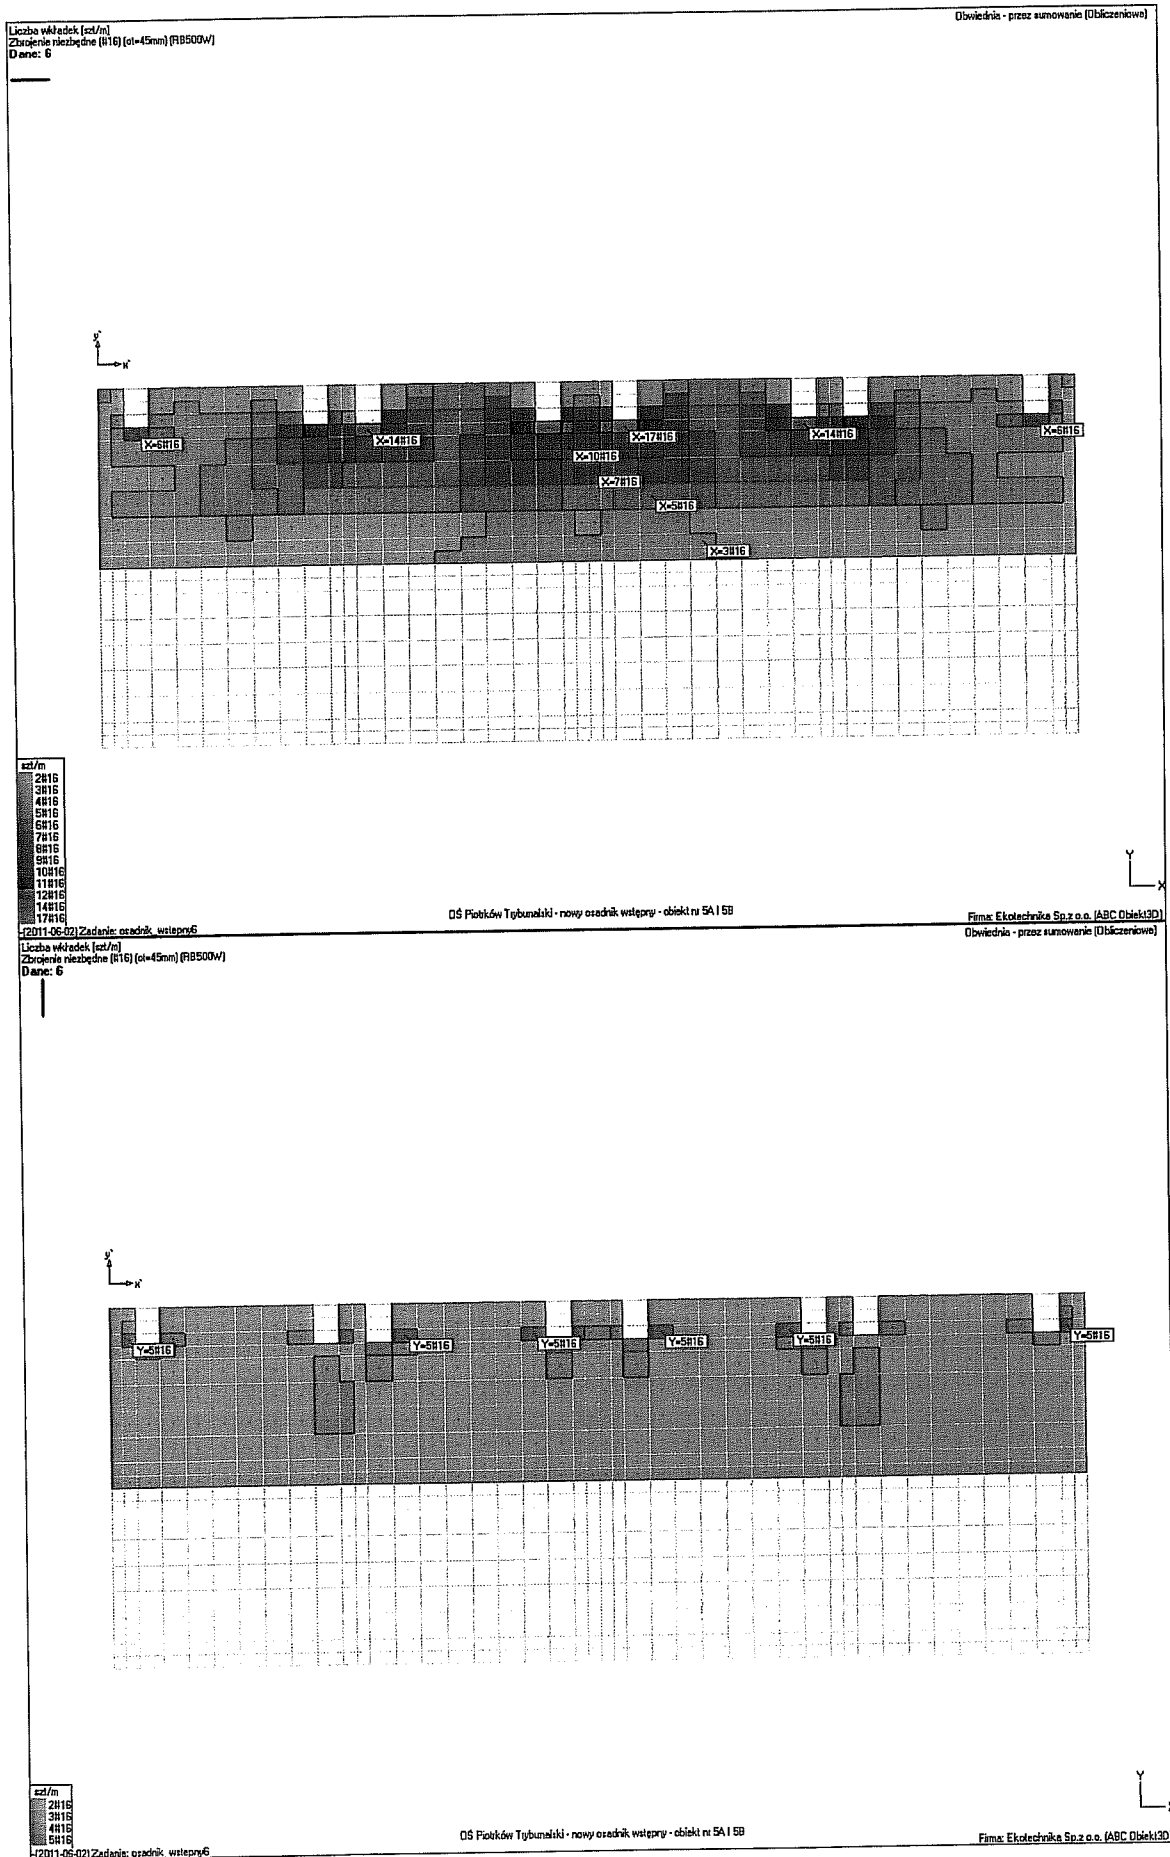 Liczba wkładek [szt/m]
Zbrojenie niezbędne (#16) (ot=45mm) (RB500W)
Dane: 6
Obwiednia - przez sumowanie (Obliczeniowe)
y'
x'
X=6#16
X=14#16
X=17#16
X=14#16
X=6#16
X=10#16
X=7#16
X=5#16
X=3#16
szt/m
2#16
3#16
4#16
5#16
6#16
7#16
8#16
9#16
10#16
11#16
12#16
14#16
17#16
Y
X
OŚ Piotrków Trybunalski - nowy osadnik wstępny - obiekt nr 5A I 5B
(2011-06-02) Zadanie: osadnik_wstepny6
Firma: Ekotechnika Sp.z o.o. (ABC Obiekt3D)
Liczba wkładek [szt/m]
Zbrojenie niezbędne (#16) (ot=45mm) (RB500W)
Dane: 6
Obwiednia - przez sumowanie (Obliczeniowe)
y'
x'
Y=5#16
Y=5#16
Y=5#16
Y=5#16
Y=5#16
Y=5#16
szt/m
2#16
3#16
4#16
5#16
Y
OŚ Piotrków Trybunalski - nowy osadnik wstępny - obiekt nr 5A I 5B
(2011-06-02) Zadanie: osadnik_wstepny6
Firma: Ekotechnika Sp.z o.o. (ABC Obiekt3D)